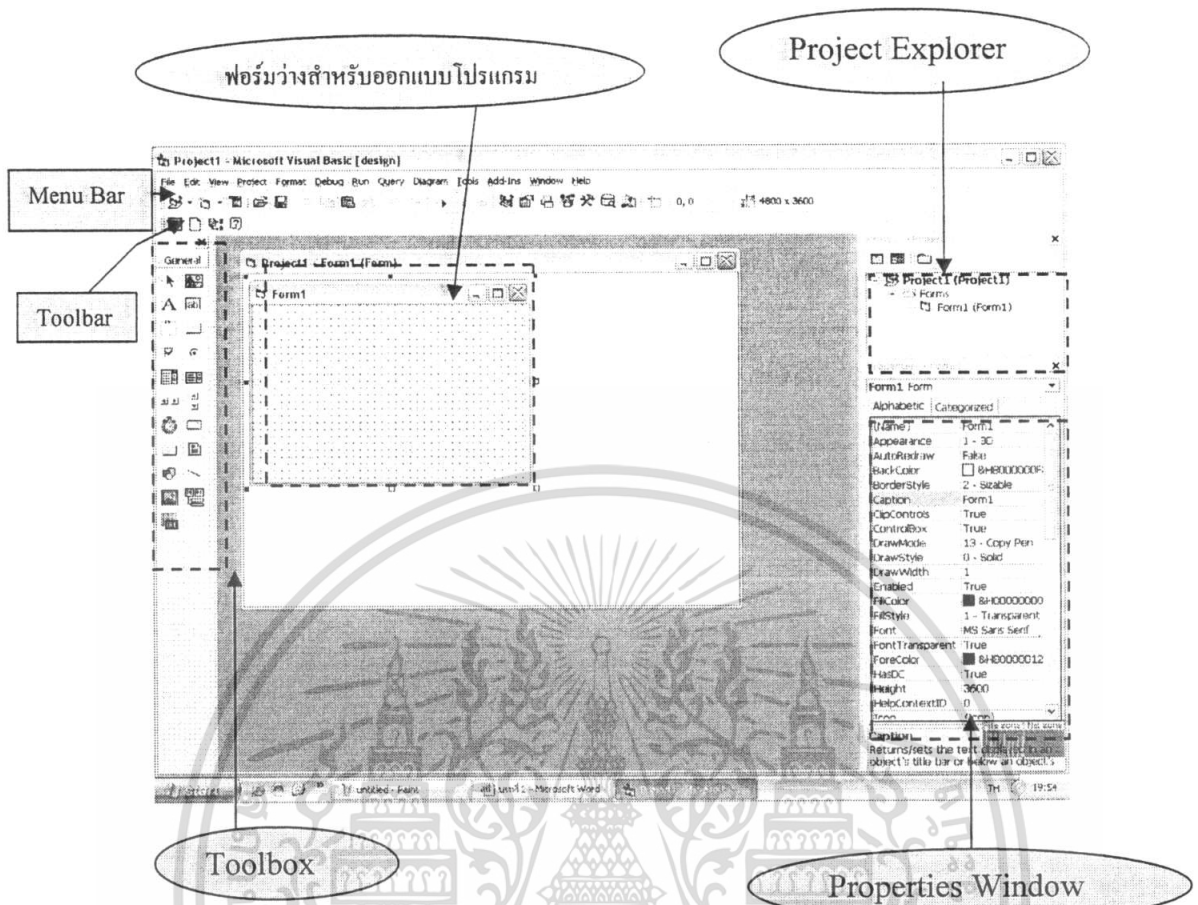 ฟอร์มว่างสำหรับออกแบบโปรแกรม
Project Explorer
Project1 - Microsoft Visual Basic [design]
File Edit View Project Format Debug Run Query Diagram Tools Add-Ins Window Help
Menu Bar
0, 0
4800 x 3600
Toolbar
General
Project1 - Form1 (Form)
Form1
Project1 (Project1)
Forms
Form1 (Form1)
Form1 Form
Alphabetic Categorized
(Name) Form1
Appearance 1 - 3D
AutoRedraw False
BackColor
BorderStyle 2 - Sizable
Caption Form1
ClipControls True
ControlBox True
DrawMode 13 - Copy Pen
DrawStyle 0 - Solid
DrawWidth 1
Enabled True
FillColor &H00000000
FillStyle 1 - Transparent
Font MS Sans Serif
FontTransparent True
ForeColor &H80000012
HasDC True
Height 3600
HelpContextID 0
Icon (Icon)
Caption
Returns/sets the text displayed in an
object's title bar or below an object's
start
untitled - Paint
Microsoft Word
TH
19:54
Toolbox
Properties Window